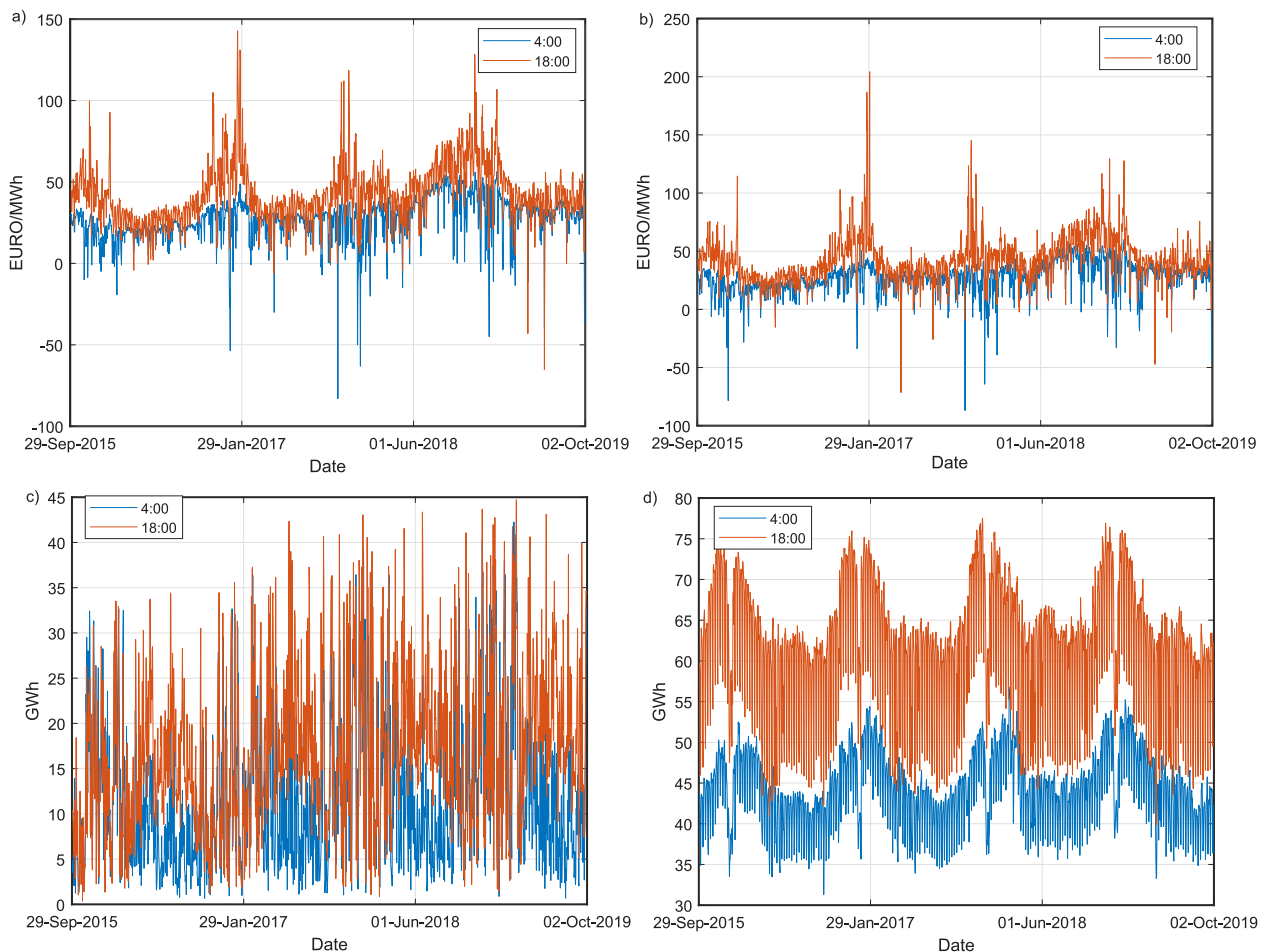 a)
150
100
50
0
-50
-100
EURO/MWh
4:00
18:00
29-Sep-2015 29-Jan-2017 01-Jun-2018 02-Oct-2019
Date
b)
250
200
150
100
50
0
-50
-100
EURO/MWh
4:00
18:00
29-Sep-2015 29-Jan-2017 01-Jun-2018 02-Oct-2019
Date
c)
45
40
35
30
25
20
15
10
5
0
GWh
4:00
18:00
29-Sep-2015 29-Jan-2017 01-Jun-2018 02-Oct-2019
Date
d)
80
75
70
65
60
55
50
45
40
35
30
GWh
4:00
18:00
29-Sep-2015 29-Jan-2017 01-Jun-2018 02-Oct-2019
Date